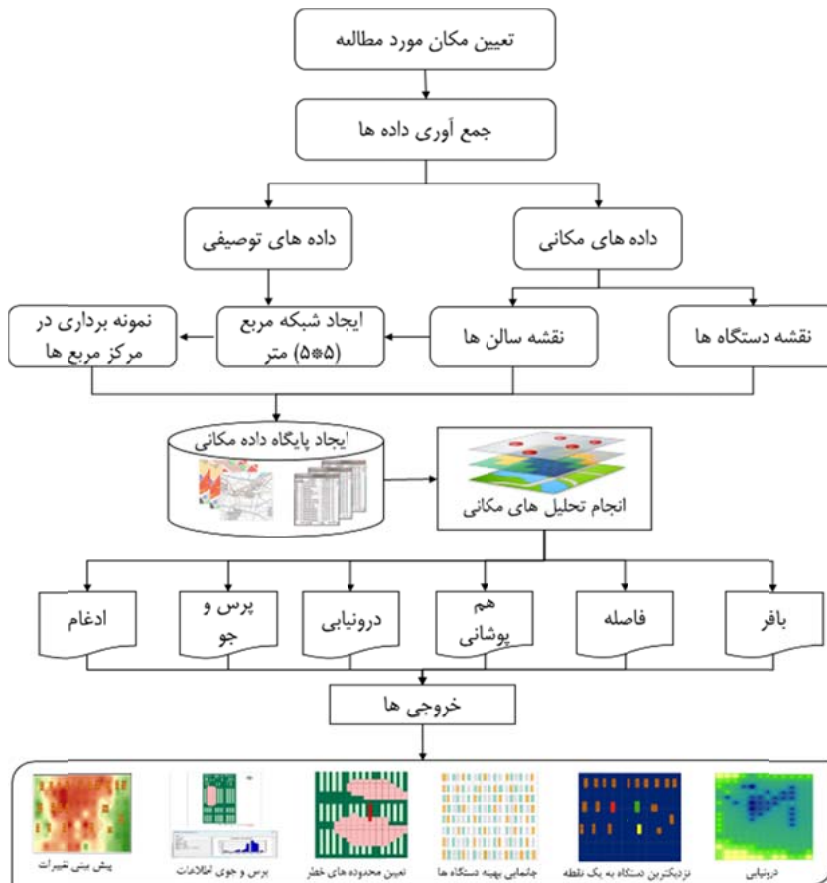 تعیین مکان مورد مطالعه
جمع آوری داده ها
داده های مکانی
داده های توصیفی
نقشه دستگاه ها
نقشه سالن ها
ایجاد شبکه مربع
(۵*۵) متر
نمونه برداری در
مرکز مربع ها
ایجاد پایگاه داده مکانی
انجام تحلیل های مکانی
بافر
فاصله
هم
پوشانی
درونیابی
پرس و
جو
ادغام
خروجی ها
درونیابی
نزدیکترین دستگاه به یک نقطه
جانمایی بهینه دستگاه ها
تعیین محدوده های خطر
پرس و جوی اطلاعات
پیش بینی تغییرات